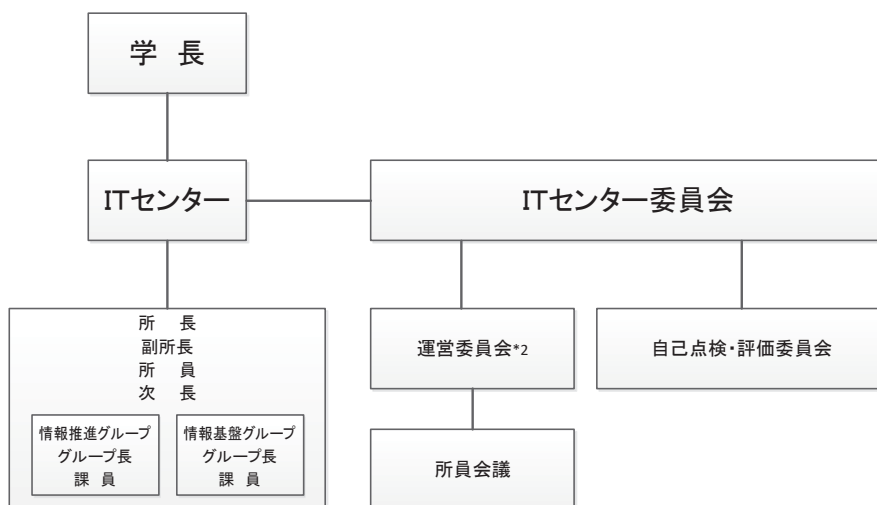 学 長
ITセンター
ITセンター委員会
所 長
副所長
所 員
次 長
情報推進グループ
グループ長
課 員
情報基盤グループ
グループ長
課 員
運営委員会*2
自己点検・評価委員会
所員会議